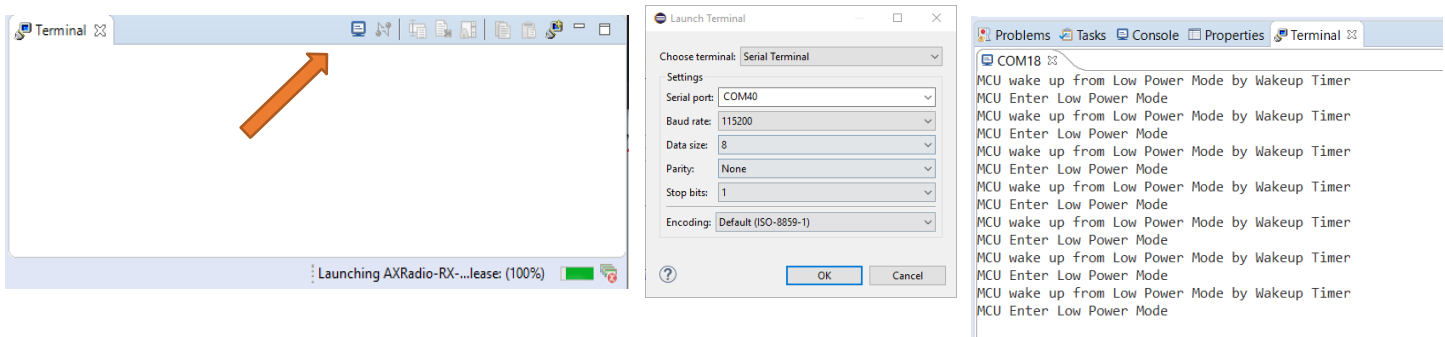 Terminal
Launching AXRadio-RX-...lease: (100%)
Launch Terminal
Choose terminal: Serial Terminal
Settings
Serial port: COM40
Baud rate: 115200
Data size: 8
Parity: None
Stop bits: 1
Encoding: Default (ISO-8859-1)
OK Cancel
Problems Tasks Console Properties Terminal
COM18
MCU wake up from Low Power Mode by Wakeup Timer
MCU Enter Low Power Mode
MCU wake up from Low Power Mode by Wakeup Timer
MCU Enter Low Power Mode
MCU wake up from Low Power Mode by Wakeup Timer
MCU Enter Low Power Mode
MCU wake up from Low Power Mode by Wakeup Timer
MCU Enter Low Power Mode
MCU wake up from Low Power Mode by Wakeup Timer
MCU Enter Low Power Mode
MCU wake up from Low Power Mode by Wakeup Timer
MCU Enter Low Power Mode
MCU wake up from Low Power Mode by Wakeup Timer
MCU Enter Low Power Mode